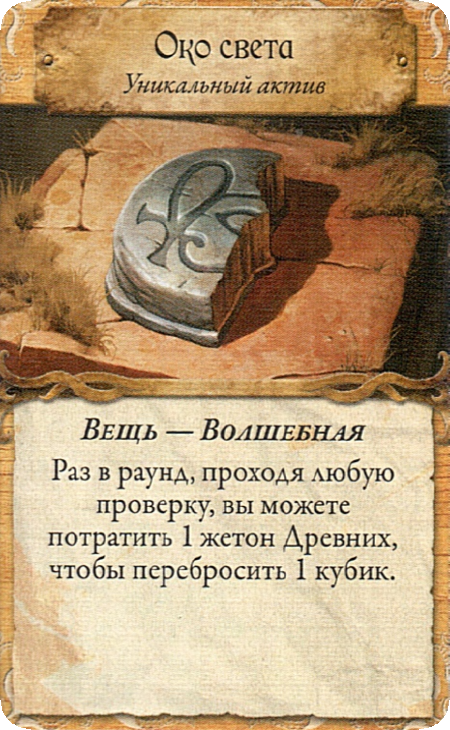 Око света
Уникальный актив
Вещь — Волшебная
Раз в раунд, проходя любую
проверку, вы можете
потратить 1 жетон Древних,
чтобы перебросить 1 кубик.